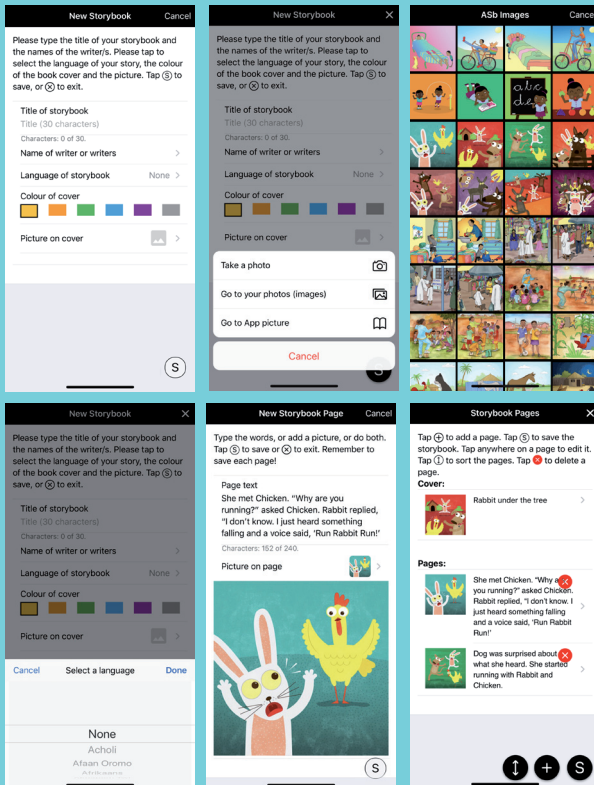 New Storybook
Cancel
Please type the title of your storybook and
the names of the writer/s. Please tap to
select the language of your story, the colour
of the book cover and the picture. Tap Ⓢ to
save, or ⊗ to exit.
Title of storybook
Title (30 characters)
Characters: 0 of 30.
Name of writer or writers
Language of storybook
None
Colour of cover
Picture on cover
S
New Storybook
Please type the title of your storybook and
the names of the writer/s. Please tap to
select the language of your story, the colour
of the book cover and the picture. Tap Ⓢ to
save, or ⊗ to exit.
Title of storybook
Title (30 characters)
Characters: 0 of 30.
Name of writer or writers
Language of storybook
None
Colour of cover
Picture on cover
Take a photo
Go to your photos (images)
Go to App picture
Cancel
S
ASb Images
a b c
d e
New Storybook
Please type the title of your storybook and
the names of the writer/s. Please tap to
select the language of your story, the colour
of the book cover and the picture. Tap Ⓢ to
save, or ⊗ to exit.
Title of storybook
Title (30 characters)
Characters: 0 of 30.
Name of writer or writers
Language of storybook
None
Colour of cover
Picture on cover
Cancel
Select a language
Done
None
Acholi
Afaan Oromo
Afrikaans
New Storybook Page
Cancel
Type the words, or add a picture, or do both.
Tap Ⓢ to save or ⊗ to exit. Remember to
save each page!
Page text
She met Chicken. "Why are you
running?" asked Chicken. Rabbit replied,
"I don't know. I just heard something
falling and a voice said, 'Run Rabbit Run!'
Characters: 152 of 240.
Picture on page
S
Storybook Pages
Tap ⊕ to add a page. Tap Ⓢ to save the
storybook. Tap anywhere on a page to edit it.
Tap ↕ to sort the pages. Tap ⊗ to delete a
page.
Cover:
Rabbit under the tree
Pages:
She met Chicken. "Why are
you running?" asked Chicken.
Rabbit replied, "I don't know. I
just heard something falling
and a voice said, 'Run Rabbit
Run!'
Dog was surprised about
what she heard. She started
running with Rabbit and
Chicken.
S